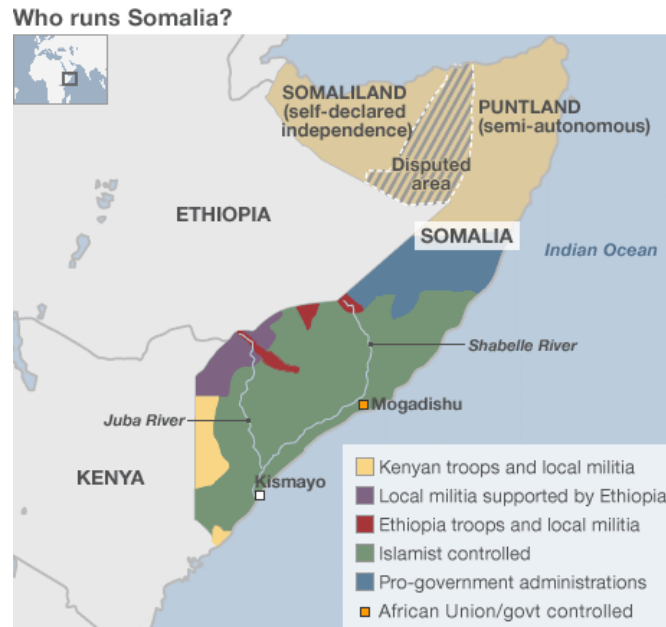 Who runs Somalia?
SOMALILAND
(self-declared
independence)
PUNTLAND
(semi-autonomous)
Disputed
area
ETHIOPIA
SOMALIA
Indian Ocean
Shabelle River
Mogadishu
Juba River
KENYA
Kismayo
Kenyan troops and local militia
Local militia supported by Ethiopia
Ethiopia troops and local militia
Islamist controlled
Pro-government administrations
African Union/govt controlled